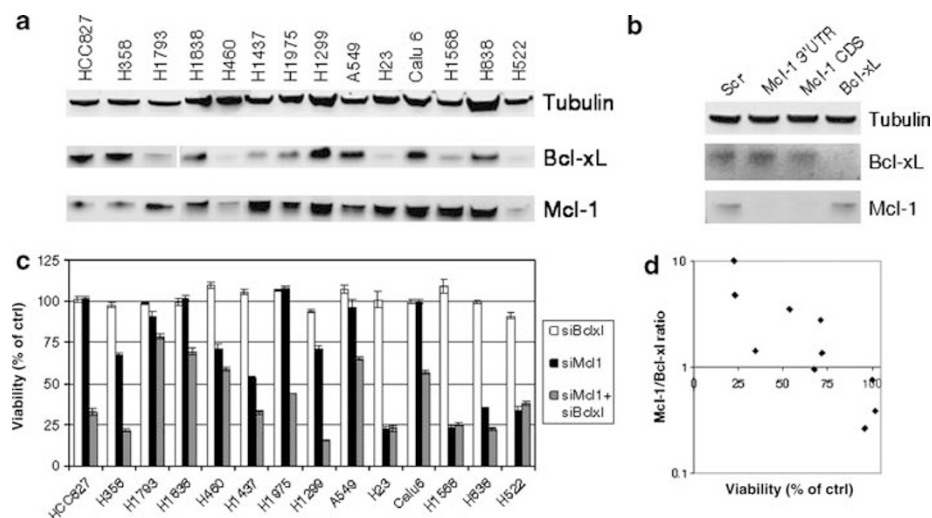 a
HCC827
H358
H1793
H1838
H460
H1437
H1975
H1299
A549
H23
Calu 6
H1568
H838
H522
Tubulin
Bcl-xL
Mcl-1
b
Scr
Mcl-1 3'UTR
Mcl-1 CDS
Bcl-xL
Tubulin
Bcl-xL
Mcl-1
c
Viability (% of ctrl)
125
100
75
50
25
0
HCC827
H358
H1793
H1838
H460
H1437
H1975
H1299
A549
H23
Calu6
H1568
H838
H522
siBclxl
siMcl1
siMcl1+
siBclxl
d
Mcl-1/Bcl-xl ratio
10
1
0.1
0 25 50 75 100
Viability (% of ctrl)